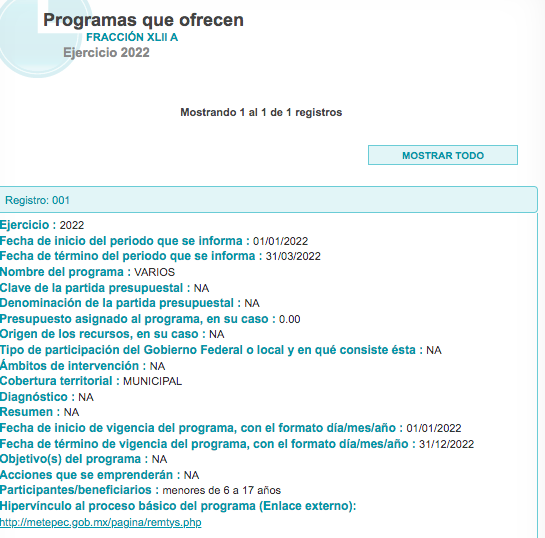 Programas que ofrecen
FRACCIÓN XLII A
Ejercicio 2022
Mostrando 1 al 1 de 1 registros
MOSTRAR TODO
Registro: 001
Ejercicio : 2022
Fecha de inicio del periodo que se informa : 01/01/2022
Fecha de término del periodo que se informa : 31/03/2022
Nombre del programa : VARIOS
Clave de la partida presupuestal : NA
Denominación de la partida presupuestal : NA
Presupuesto asignado al programa, en su caso : 0.00
Origen de los recursos, en su caso : NA
Tipo de participación del Gobierno Federal o local y en qué consiste ésta : NA
Ámbitos de intervención : NA
Cobertura territorial : MUNICIPAL
Diagnóstico : NA
Resumen : NA
Fecha de inicio de vigencia del programa, con el formato día/mes/año : 01/01/2022
Fecha de término de vigencia del programa, con el formato día/mes/año : 31/12/2022
Objetivo(s) del programa : NA
Acciones que se emprenderán : NA
Participantes/beneficiarios : menores de 6 a 17 años
Hipervínculo al proceso básico del programa (Enlace externo):
http://metepec.gob.mx/pagina/remtys.php